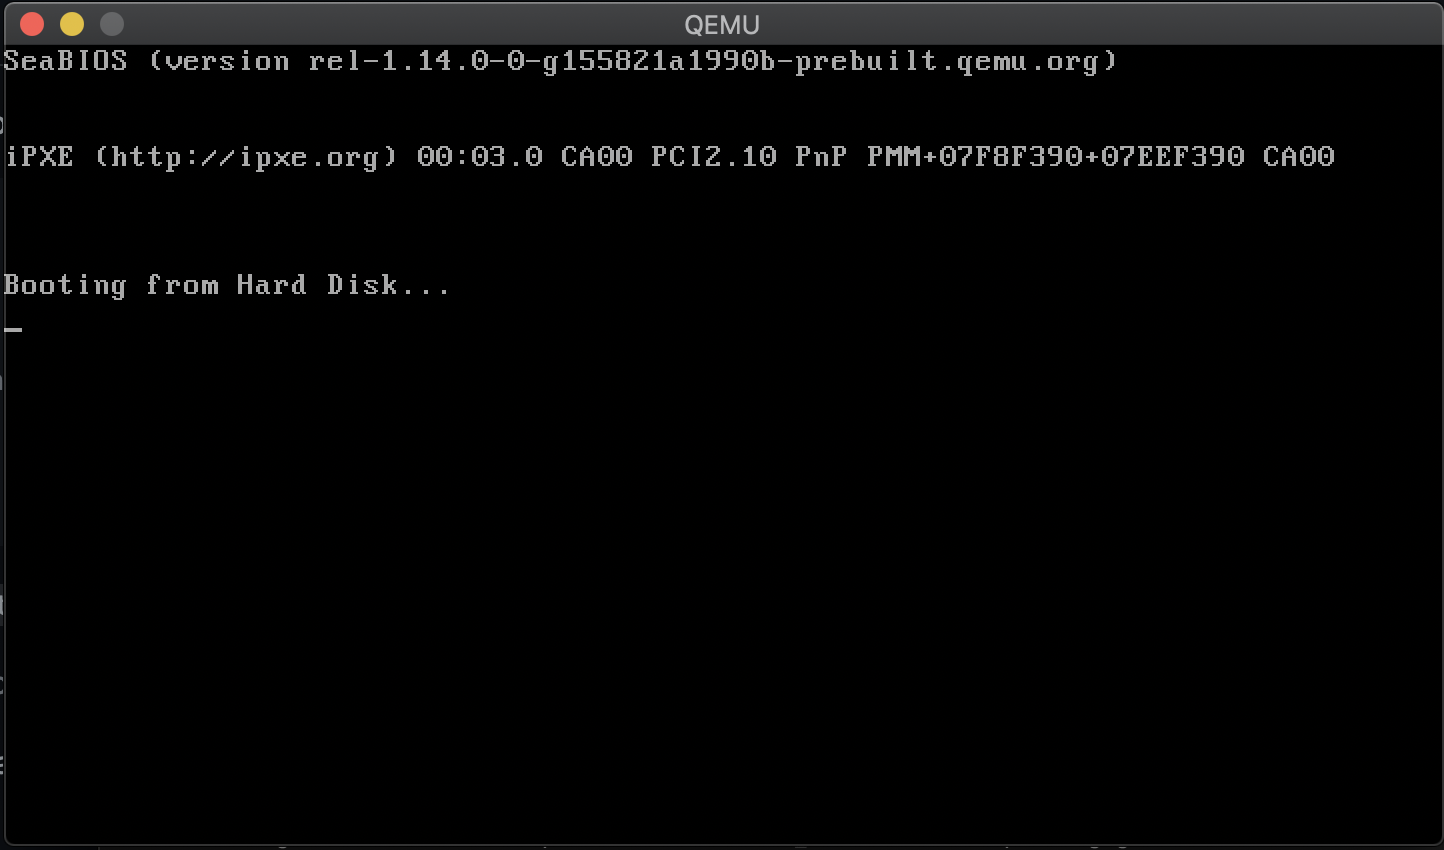 QEMU
SeaBIOS (version rel-1.14.0-0-g155821a1990b-prebuilt.qemu.org)
iPXE (http://ipxe.org) 00:03.0 CA00 PCI2.10 PnP PMM+07F8F390+07EEF390 CA00
Booting from Hard Disk...